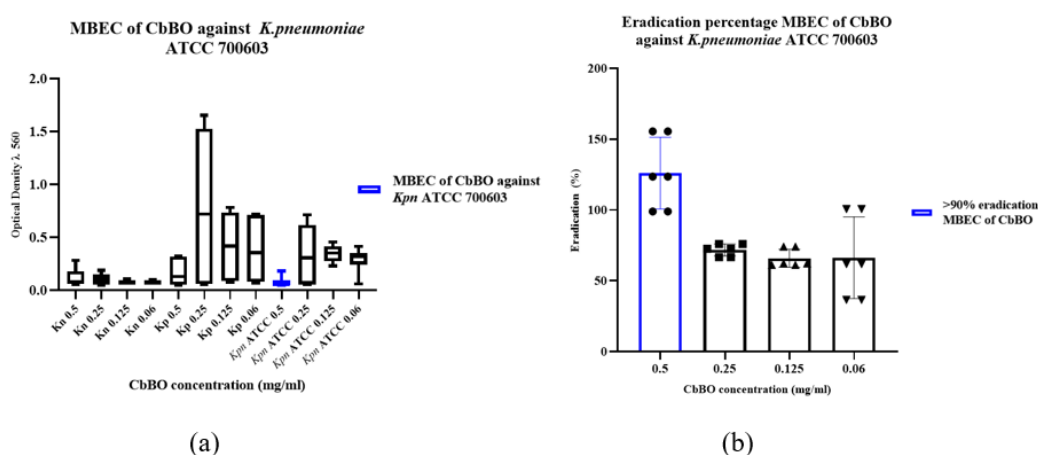 MBEC of CbBO against K.pneumoniae
ATCC 700603
Optical Density λ 560
2.0
1.5
1.0
0.5
0.0
Kn 0.5
Kn 0.25
Kn 0.125
Kn 0.06
Kp 0.5
Kp 0.25
Kp 0.125
Kp 0.06
Kpn ATCC 0.5
Kpn ATCC 0.25
Kpn ATCC 0.125
Kpn ATCC 0.06
CbBO concentration (mg/ml)
MBEC of CbBO against
Kpn ATCC 700603
(a)
Eradication percentage MBEC of CbBO
against K.pneumoniae ATCC 700603
Eradication (%)
200
150
100
50
0
0.5
0.25
0.125
0.06
CbBO concentration (mg/ml)
>90% eradication
MBEC of CbBO
(b)